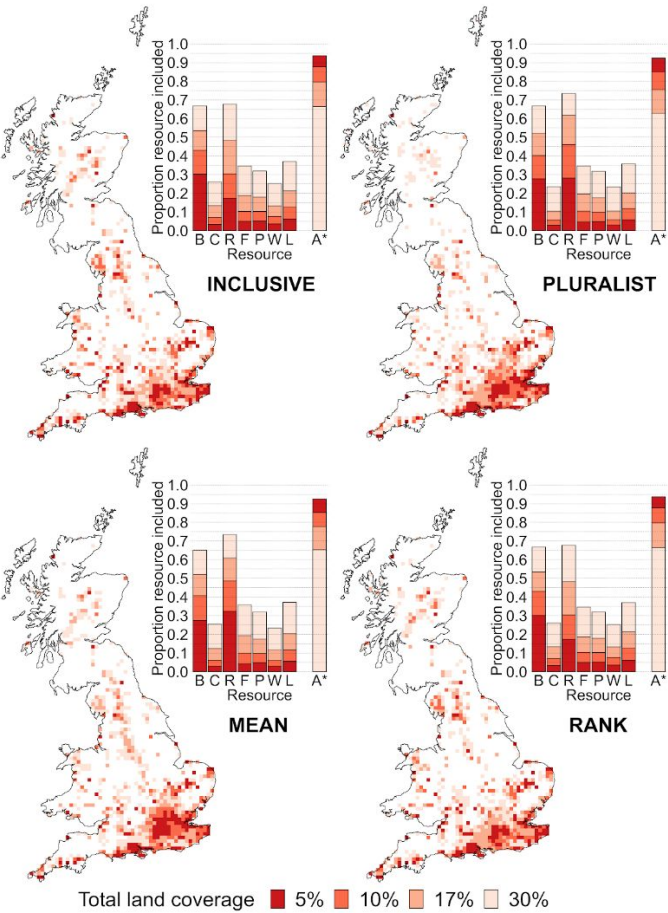 Proportion resource included
1.0
0.9
0.8
0.7
0.6
0.5
0.4
0.3
0.2
0.1
0.0
B C R F P W L A*
Resource
INCLUSIVE
Proportion resource included
1.0
0.9
0.8
0.7
0.6
0.5
0.4
0.3
0.2
0.1
0.0
B C R F P W L A*
Resource
PLURALIST
Proportion resource included
1.0
0.9
0.8
0.7
0.6
0.5
0.4
0.3
0.2
0.1
0.0
B C R F P W L A*
Resource
MEAN
Proportion resource included
1.0
0.9
0.8
0.7
0.6
0.5
0.4
0.3
0.2
0.1
0.0
B C R F P W L A*
Resource
RANK
Total land coverage 5% 10% 17% 30%